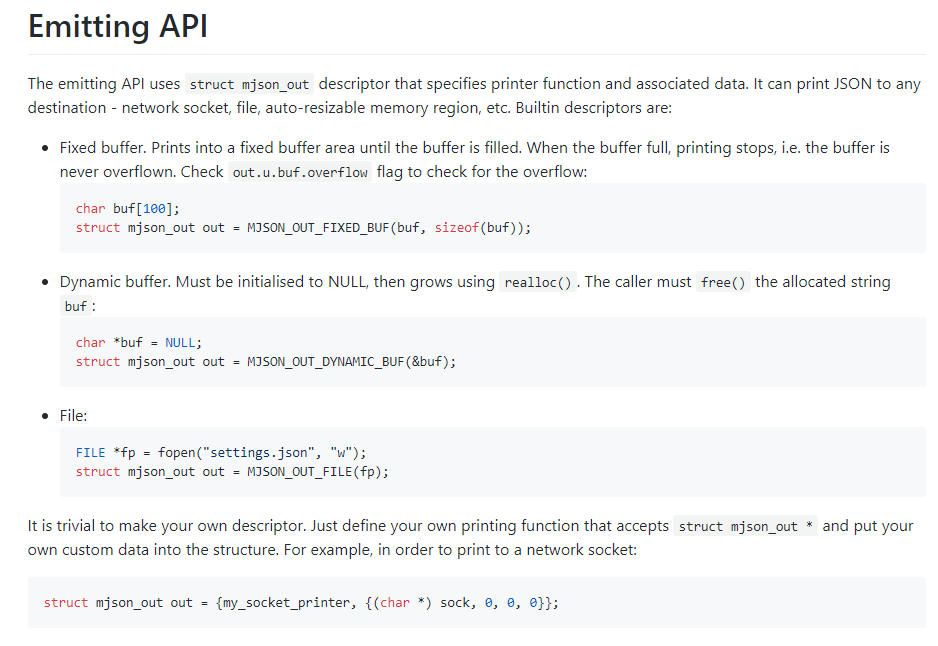 Emitting API
The emitting API uses struct mjson_out descriptor that specifies printer function and associated data. It can print JSON to any
destination - network socket, file, auto-resizable memory region, etc. Builtin descriptors are:
• Fixed buffer. Prints into a fixed buffer area until the buffer is filled. When the buffer full, printing stops, i.e. the buffer is
never overflown. Check out.u.buf.overflow flag to check for the overflow:
char buf[100];
struct mjson_out out = MJSON_OUT_FIXED_BUF(buf, sizeof(buf));
• Dynamic buffer. Must be initialised to NULL, then grows using realloc() . The caller must free() the allocated string
buf :
char *buf = NULL;
struct mjson_out out = MJSON_OUT_DYNAMIC_BUF(&buf);
• File:
FILE *fp = fopen("settings.json", "w");
struct mjson_out out = MJSON_OUT_FILE(fp);
It is trivial to make your own descriptor. Just define your own printing function that accepts struct mjson_out * and put your
own custom data into the structure. For example, in order to print to a network socket:
struct mjson_out out = {my_socket_printer, {(char *) sock, 0, 0, 0}};